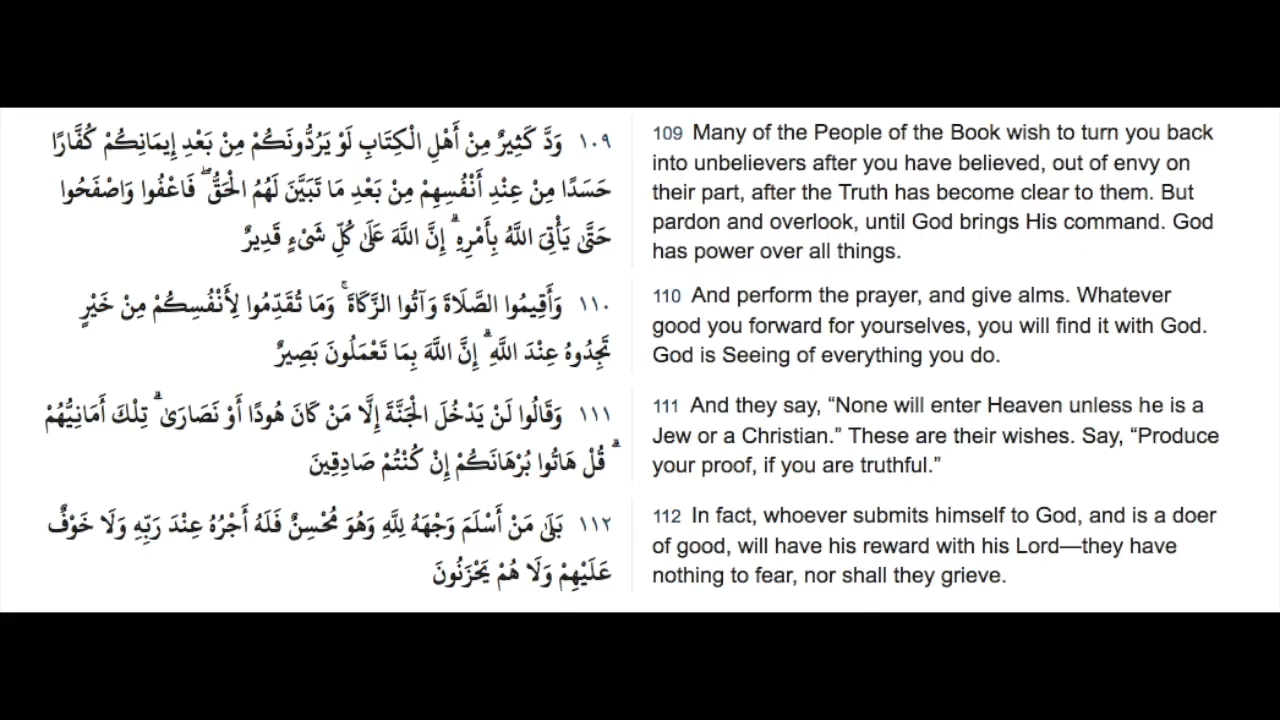 ١٠٩ وَدَّ كَثِيرٌ مِنْ أَهْلِ الْكِتَابِ لَوْ يَرُدُّونَكُمْ مِنْ بَعْدِ إِيمَانِكُمْ كُفَّارًا
حَسَدًا مِنْ عِنْدِ أَنْفُسِهِمْ مِنْ بَعْدِ مَا تَبَيَّنَ لَهُمُ الْحَقُّ ۖ فَاعْفُوا وَاصْفَحُوا
حَتَّىٰ يَأْتِيَ اللَّهُ بِأَمْرِهِ ۗ إِنَّ اللَّهَ عَلَىٰ كُلِّ شَيْءٍ قَدِيرٌ
109 Many of the People of the Book wish to turn you back
into unbelievers after you have believed, out of envy on
their part, after the Truth has become clear to them. But
pardon and overlook, until God brings His command. God
has power over all things.
١١٠ وَأَقِيمُوا الصَّلَاةَ وَآتُوا الزَّكَاةَ ۚ وَمَا تُقَدِّمُوا لِأَنْفُسِكُمْ مِنْ خَيْرٍ
تَجِدُوهُ عِنْدَ اللَّهِ ۗ إِنَّ اللَّهَ بِمَا تَعْمَلُونَ بَصِيرٌ
110 And perform the prayer, and give alms. Whatever
good you forward for yourselves, you will find it with God.
God is Seeing of everything you do.
١١١ وَقَالُوا لَنْ يَدْخُلَ الْجَنَّةَ إِلَّا مَنْ كَانَ هُودًا أَوْ نَصَارَىٰ ۗ تِلْكَ أَمَانِيُّهُمْ
ۗ قُلْ هَاتُوا بُرْهَانَكُمْ إِنْ كُنْتُمْ صَادِقِينَ
111 And they say, “None will enter Heaven unless he is a
Jew or a Christian.” These are their wishes. Say, “Produce
your proof, if you are truthful.”
١١٢ بَلَىٰ مَنْ أَسْلَمَ وَجْهَهُ لِلَّهِ وَهُوَ مُحْسِنٌ فَلَهُ أَجْرُهُ عِنْدَ رَبِّهِ وَلَا خَوْفٌ
عَلَيْهِمْ وَلَا هُمْ يَحْزَنُونَ
112 In fact, whoever submits himself to God, and is a doer
of good, will have his reward with his Lord—they have
nothing to fear, nor shall they grieve.